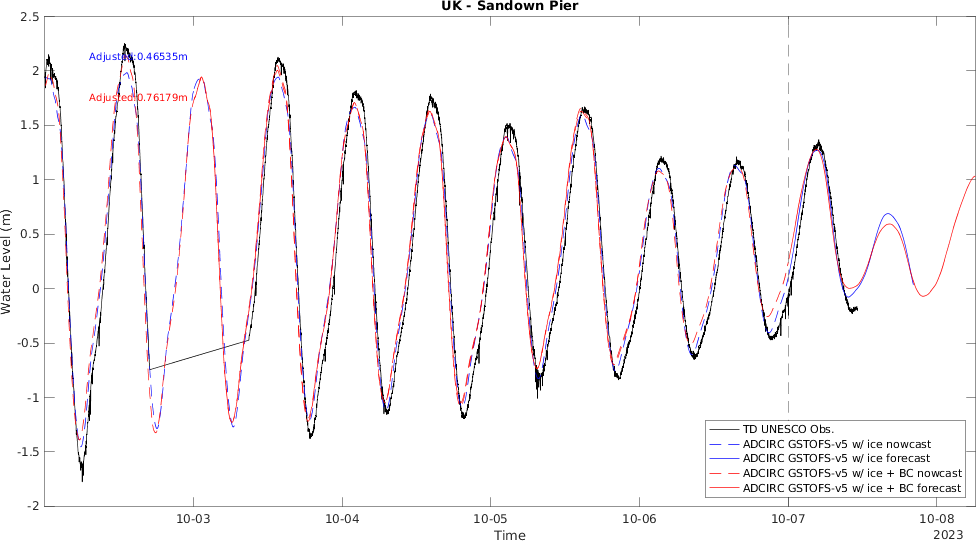 UK - Sandown Pier
2.5
2
1.5
1
0.5
0
-0.5
-1
-1.5
-2
Water Level (m)
Adjusted:0.46535m
Adjusted:0.76179m
TD UNESCO Obs.
ADCIRC GSTOFS-v5 w/ ice nowcast
ADCIRC GSTOFS-v5 w/ ice forecast
ADCIRC GSTOFS-v5 w/ ice + BC nowcast
ADCIRC GSTOFS-v5 w/ ice + BC forecast
10-03 10-04 10-05 10-06 10-07 10-08
Time
2023